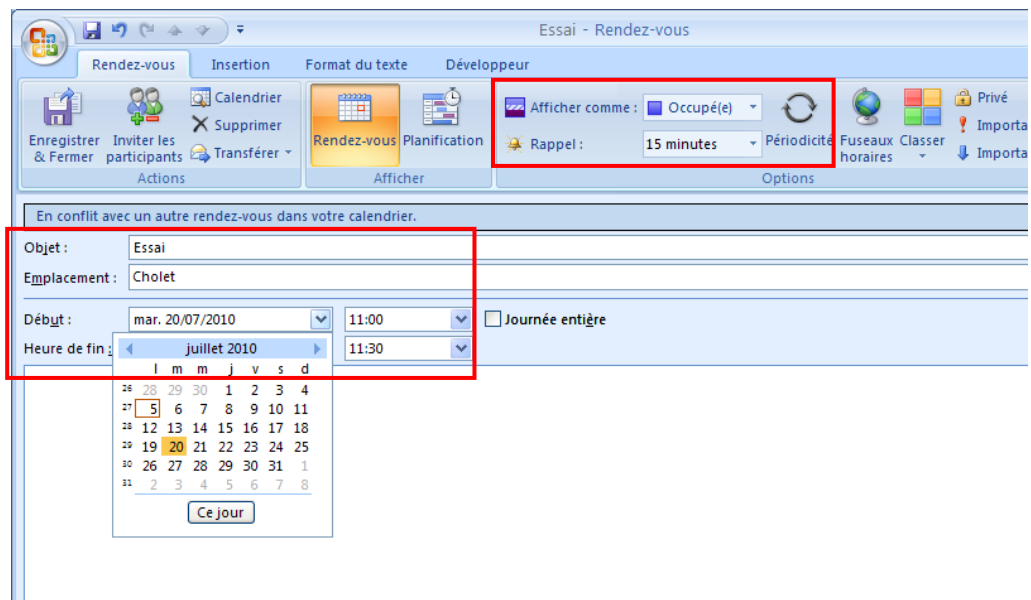 Essai - Rendez-vous
Rendez-vous Insertion Format du texte Développeur
Enregistrer & Fermer
Inviter les participants
Calendrier
Supprimer
Transférer
Actions
Rendez-vous Planification
Afficher
Afficher comme : Occupé(e)
Rappel : 15 minutes
Périodicité
Fuseaux horaires
Classer
Privé
Importa
Importa
Options
En conflit avec un autre rendez-vous dans votre calendrier.
Objet : Essai
Emplacement : Cholet
Début : mar. 20/07/2010 11:00 Journée entière
Heure de fin : 11:30
juillet 2010
l m m j v s d
26 28 29 30 1 2 3 4
27 5 6 7 8 9 10 11
28 12 13 14 15 16 17 18
29 19 20 21 22 23 24 25
30 26 27 28 29 30 31 1
31 2 3 4 5 6 7 8
Ce jour